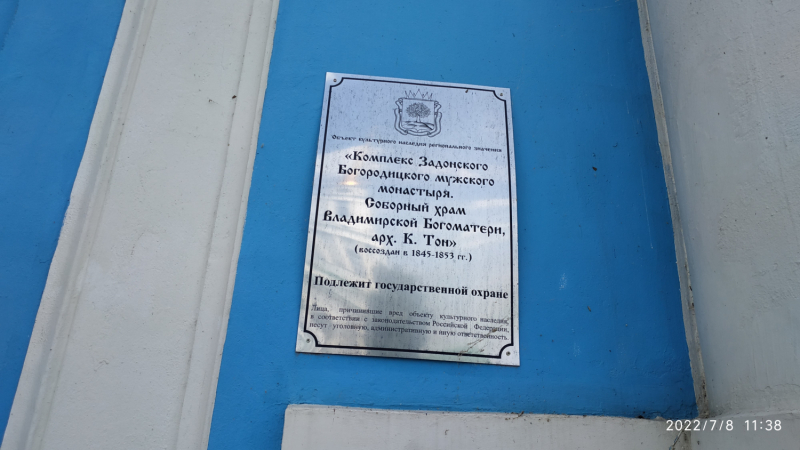 Объект культурного наследия регионального значения
«Комплекс Задонского
Богородицкого мужского
монастыря.
Соборный храм
Владимирской Богоматери,
арх. К. Тон»
(воссоздан в 1845-1853 гг.)
Подлежит государственной охране
Лица, причиняющие вред объекту культурного наследия,
в соответствии с законодательством Российской Федерации,
несут уголовную, административную и иную ответственность
2022/7/8 11:38